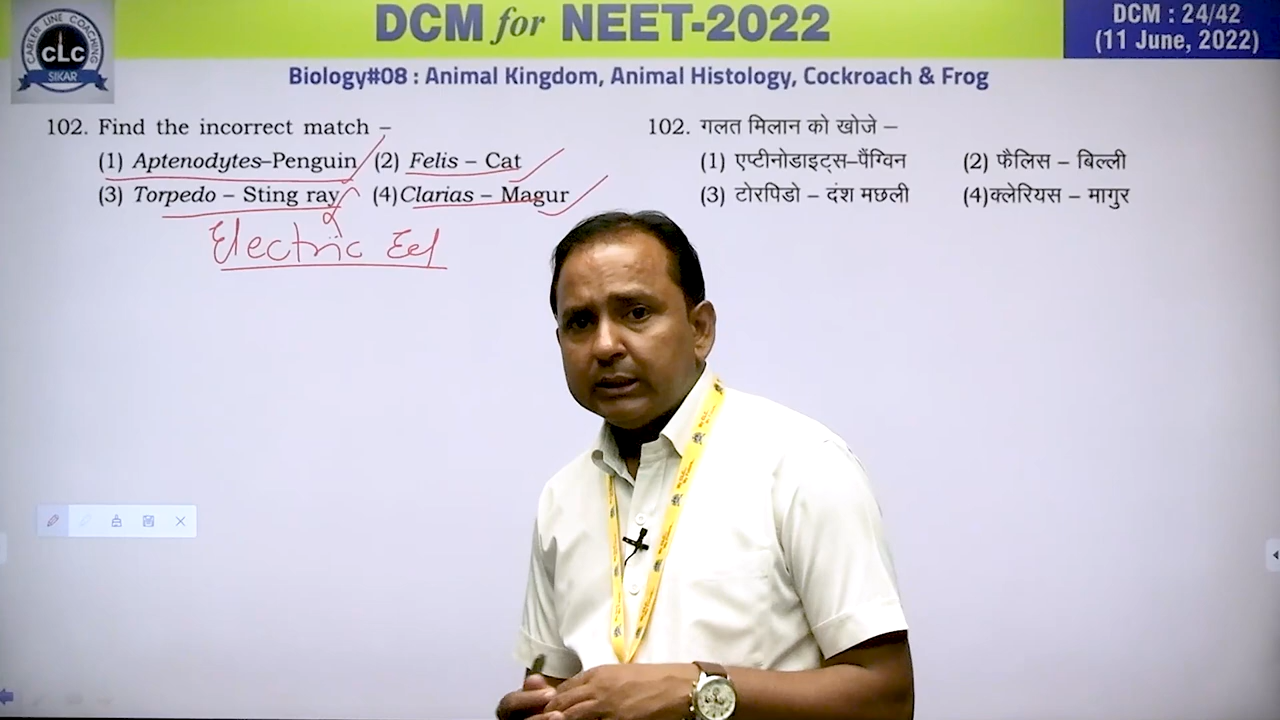 DCM for NEET-2022
DCM : 24/42
(11 June, 2022)
CAREER LINE COACHING
CLC
SIKAR
Biology#08 : Animal Kingdom, Animal Histology, Cockroach & Frog
102. Find the incorrect match –
(1) Aptenodytes–Penguin (2) Felis – Cat
(3) Torpedo – Sting ray (4) Clarias – Magur
Electric Eel
102. गलत मिलान को खोजे –
(1) एप्टीनोडाइट्स–पैंग्विन (2) फैलिस – बिल्ली
(3) टोरपिडो – दंश मछली (4) क्लेरियस – मागुर